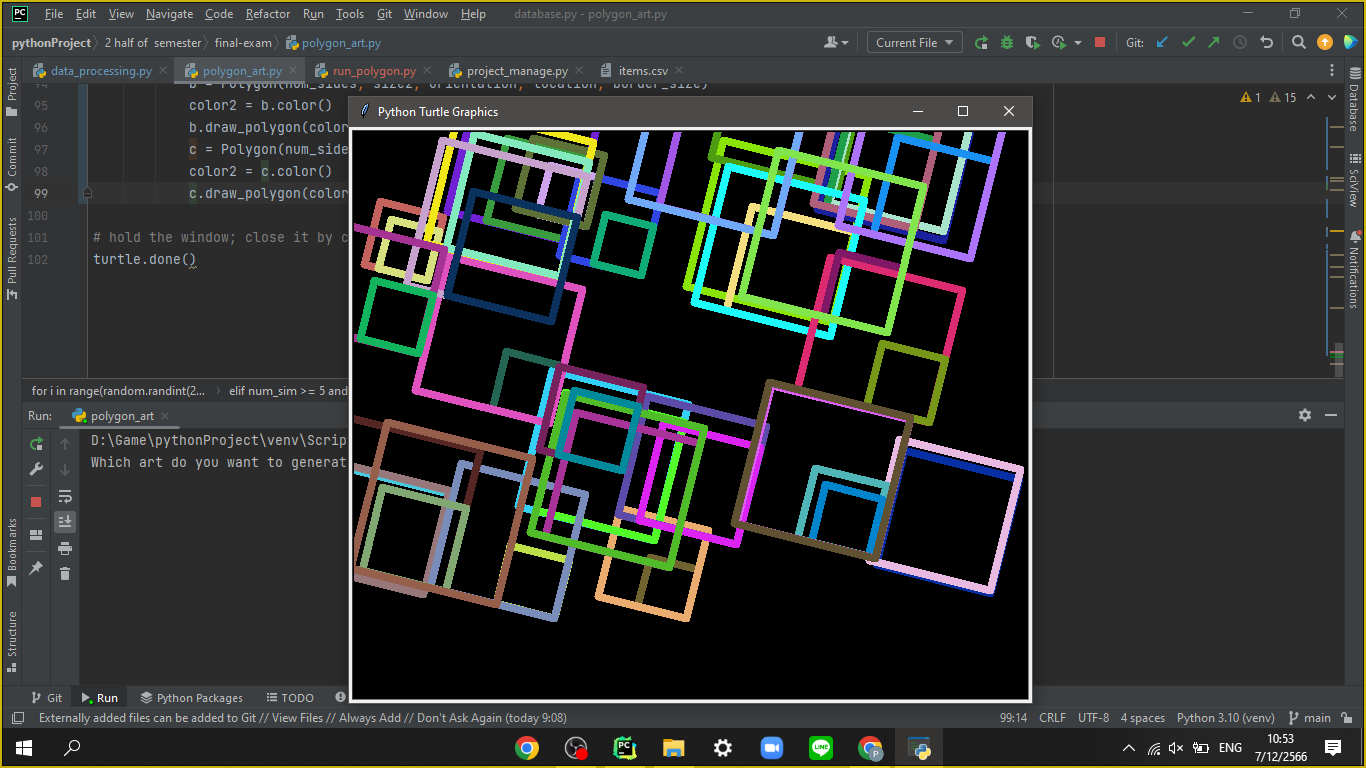 File Edit View Navigate Code Refactor Run Tools Git Window Help database.py - polygon_art.py
pythonProject 2 half of semester final-exam polygon_art.py Current File Git:
data_processing.py polygon_art.py run_polygon.py project_manage.py items.csv
95 color2 = b.color() 1 15
96 b.draw_polygon(color
97 c = Polygon(num_side
98 color2 = c.color()
99 c.draw_polygon(color
100
101 # hold the window; close it by c
102 turtle.done()
Python Turtle Graphics
Project
Commit
Pull Requests
Bookmarks
Structure
Database
SciView
Notifications
for i in range(random.randint(2... elif num_sim >= 5 and
Run: polygon_art
D:\Game\pythonProject\venv\Scrip
Which art do you want to generat
Git Run Python Packages TODO
Externally added files can be added to Git // View Files // Always Add // Don't Ask Again (today 9:08) 99:14 CRLF UTF-8 4 spaces Python 3.10 (venv) main
ENG 10:53
7/12/2566